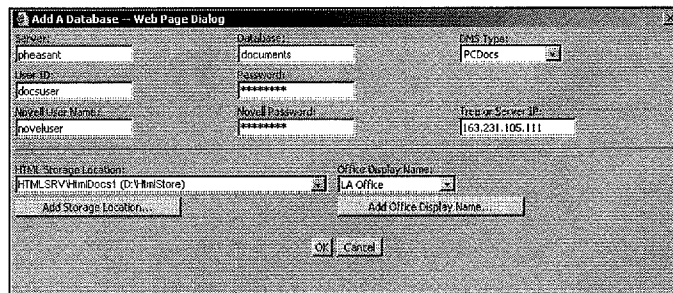 Add A Database -- Web Page Dialog
Server: Database: DMS Type:
pheasant documents PCDocs
User ID: Password:
docsuser ********
Novell User Name: Novell Password: Tree or Server IP:
noveluser ******** 163.231.105.111
HTML Storage Location: Office Display Name:
HTMLSRV\HtmlDocs1 (D:\HtmlStore) LA Office
Add Storage Location... Add Office Display Name...
OK Cancel